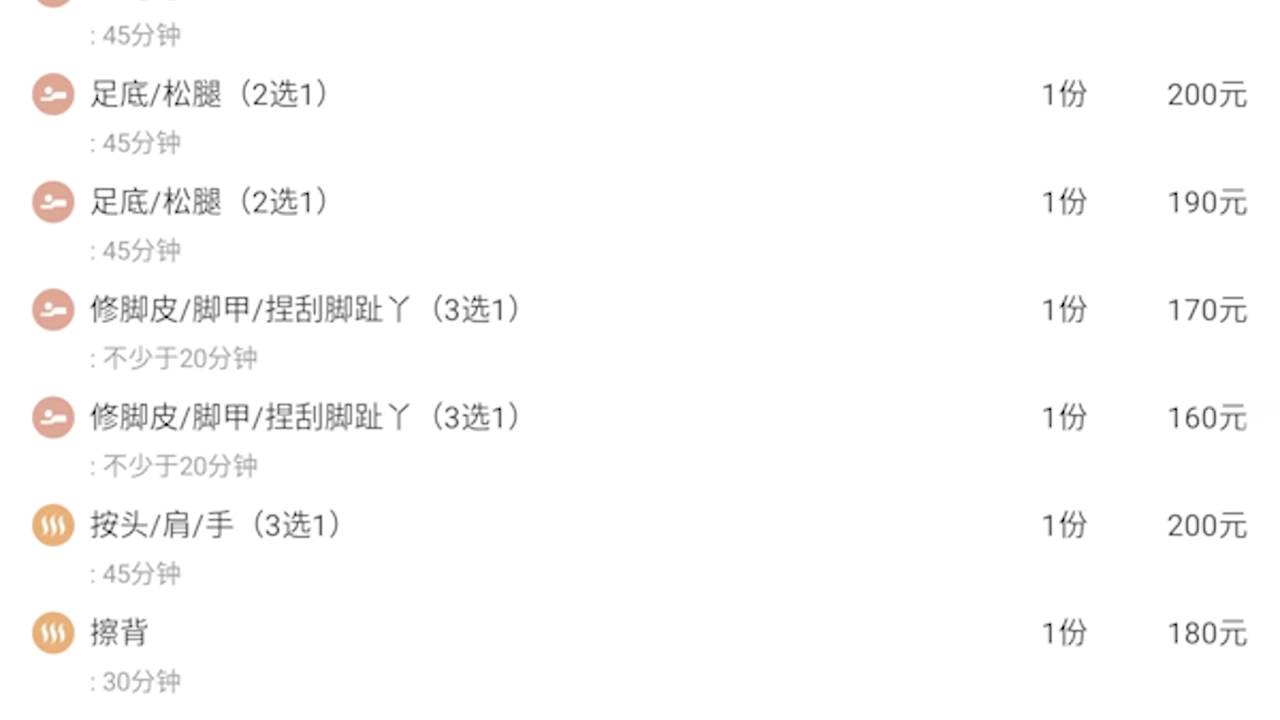 : 45分钟
足底/松腿（2选1） 1份 200元
: 45分钟
足底/松腿（2选1） 1份 190元
: 45分钟
修脚皮/脚甲/捏刮脚趾丫（3选1） 1份 170元
: 不少于20分钟
修脚皮/脚甲/捏刮脚趾丫（3选1） 1份 160元
: 不少于20分钟
按头/肩/手（3选1） 1份 200元
: 45分钟
擦背 1份 180元
: 30分钟